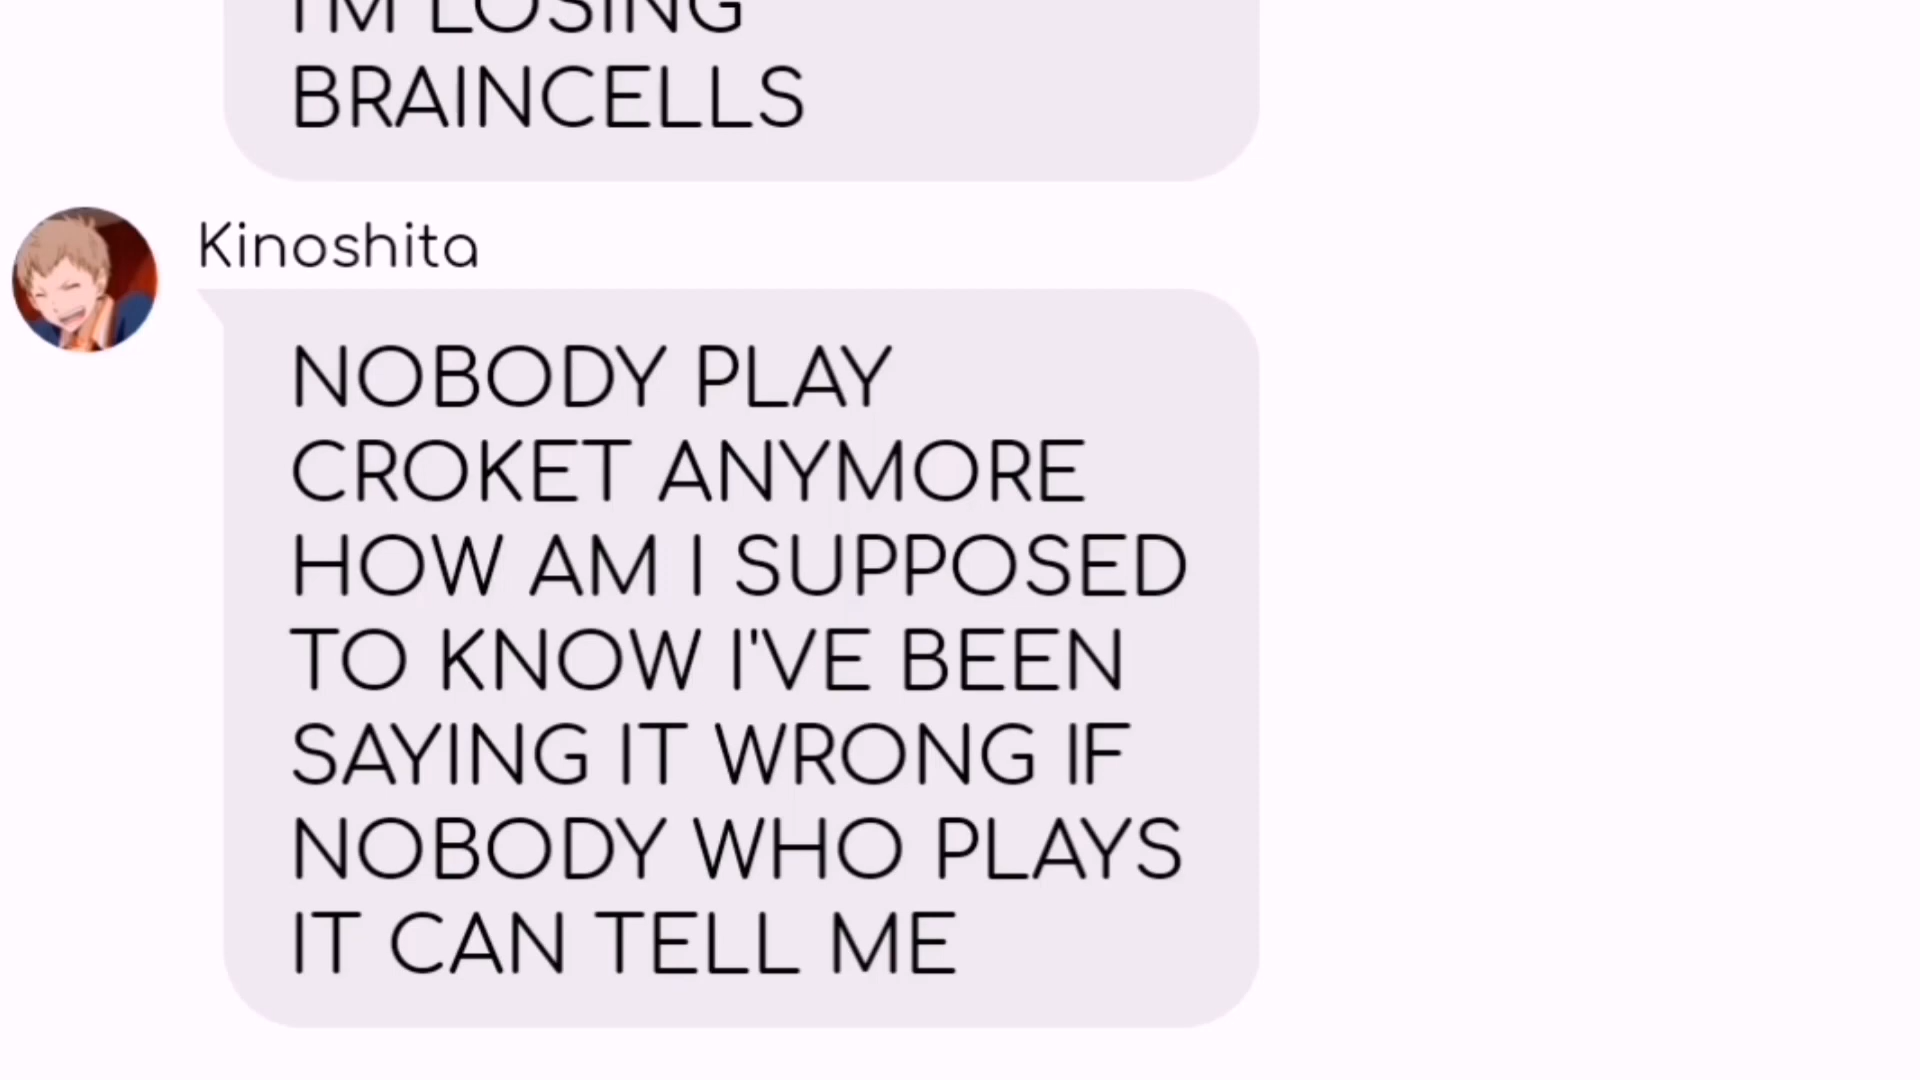 I'M LOSING
BRAINCELLS
Kinoshita
NOBODY PLAY
CROKET ANYMORE
HOW AM I SUPPOSED
TO KNOW I'VE BEEN
SAYING IT WRONG IF
NOBODY WHO PLAYS
IT CAN TELL ME